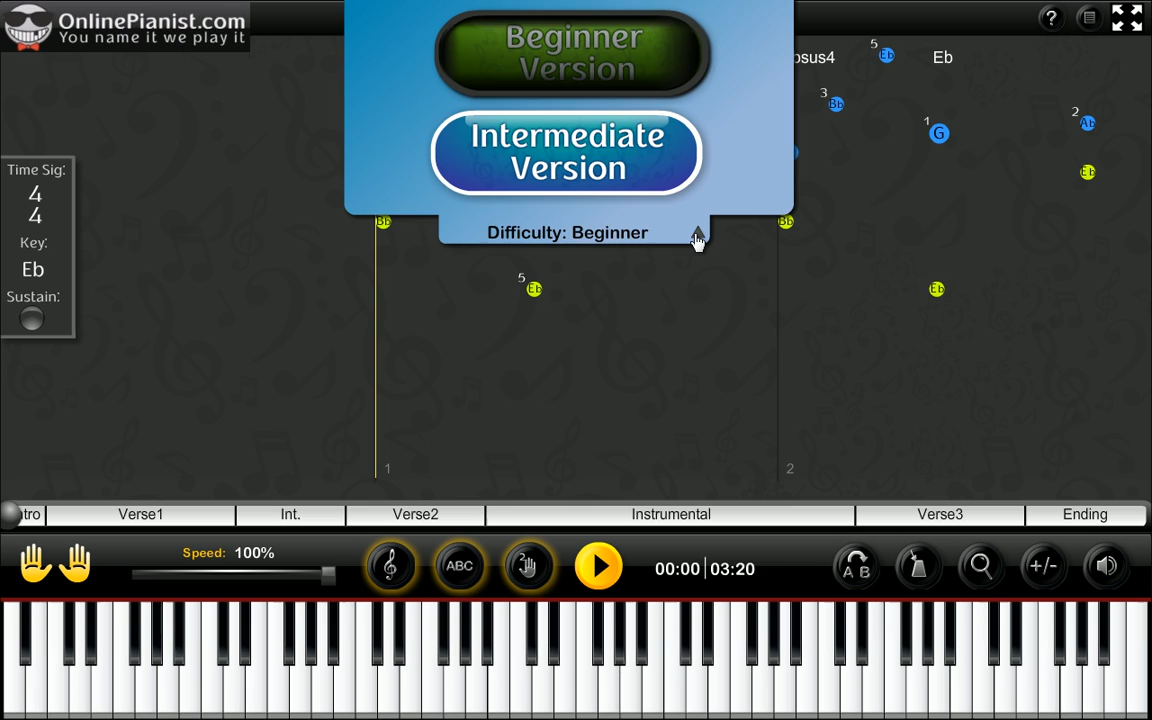 OnlinePianist.com
You name it we play it
Beginner
Version
Intermediate
Version
Difficulty: Beginner
?
Eb
5
Eb
3
Bb
1
G
2
Ab
Eb
Bb
Bb
5
Eb
Eb
Time Sig:
4
4
Key:
Eb
Sustain:
1
2
Verse1
Int.
Verse2
Instrumental
Verse3
Ending
Speed: 100%
ABC
2
00:00 | 03:20
A B
+/-